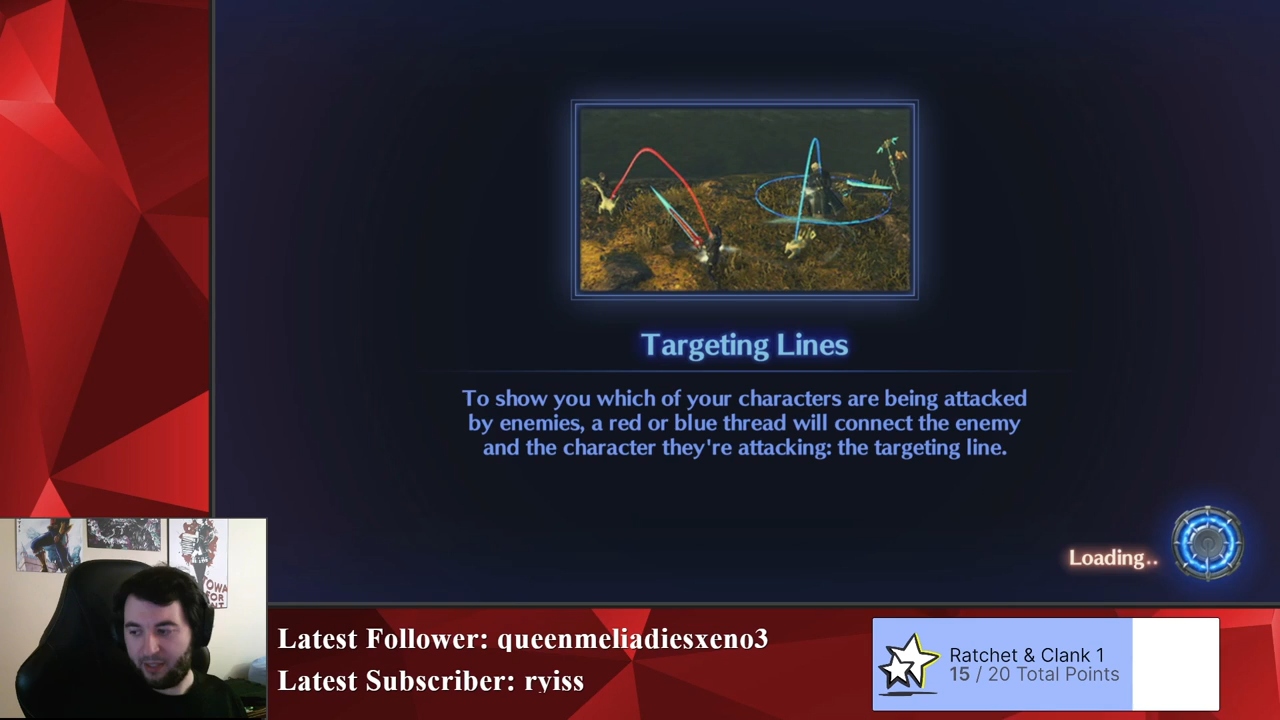 Targeting Lines
To show you which of your characters are being attacked
by enemies, a red or blue thread will connect the enemy
and the character they're attacking: the targeting line.
Loading..
Latest Follower: queenmeliadiesxeno3
Latest Subscriber: ryiss
Ratchet & Clank 1
15 / 20 Total Points